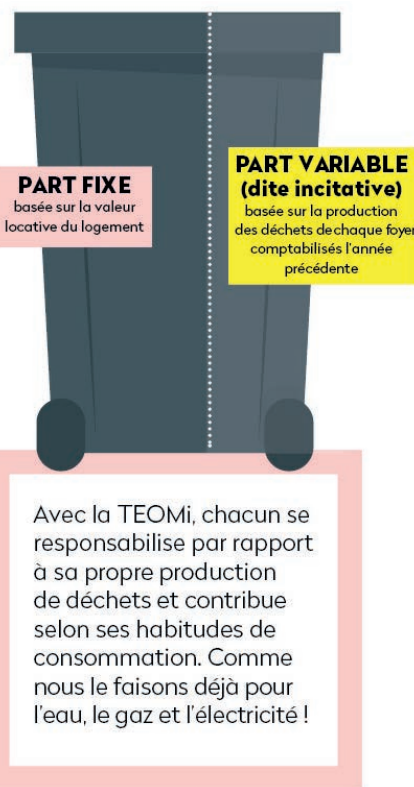 PART FIXE
basée sur la valeur
locative du logement
PART VARIABLE
(dite incitative)
basée sur la production
des déchets de chaque foyer
comptabilisés l'année
précédente
Avec la TEOMi, chacun se
responsabilise par rapport
à sa propre production
de déchets et contribue
selon ses habitudes de
consommation. Comme
nous le faisons déjà pour
l'eau, le gaz et l'électricité !